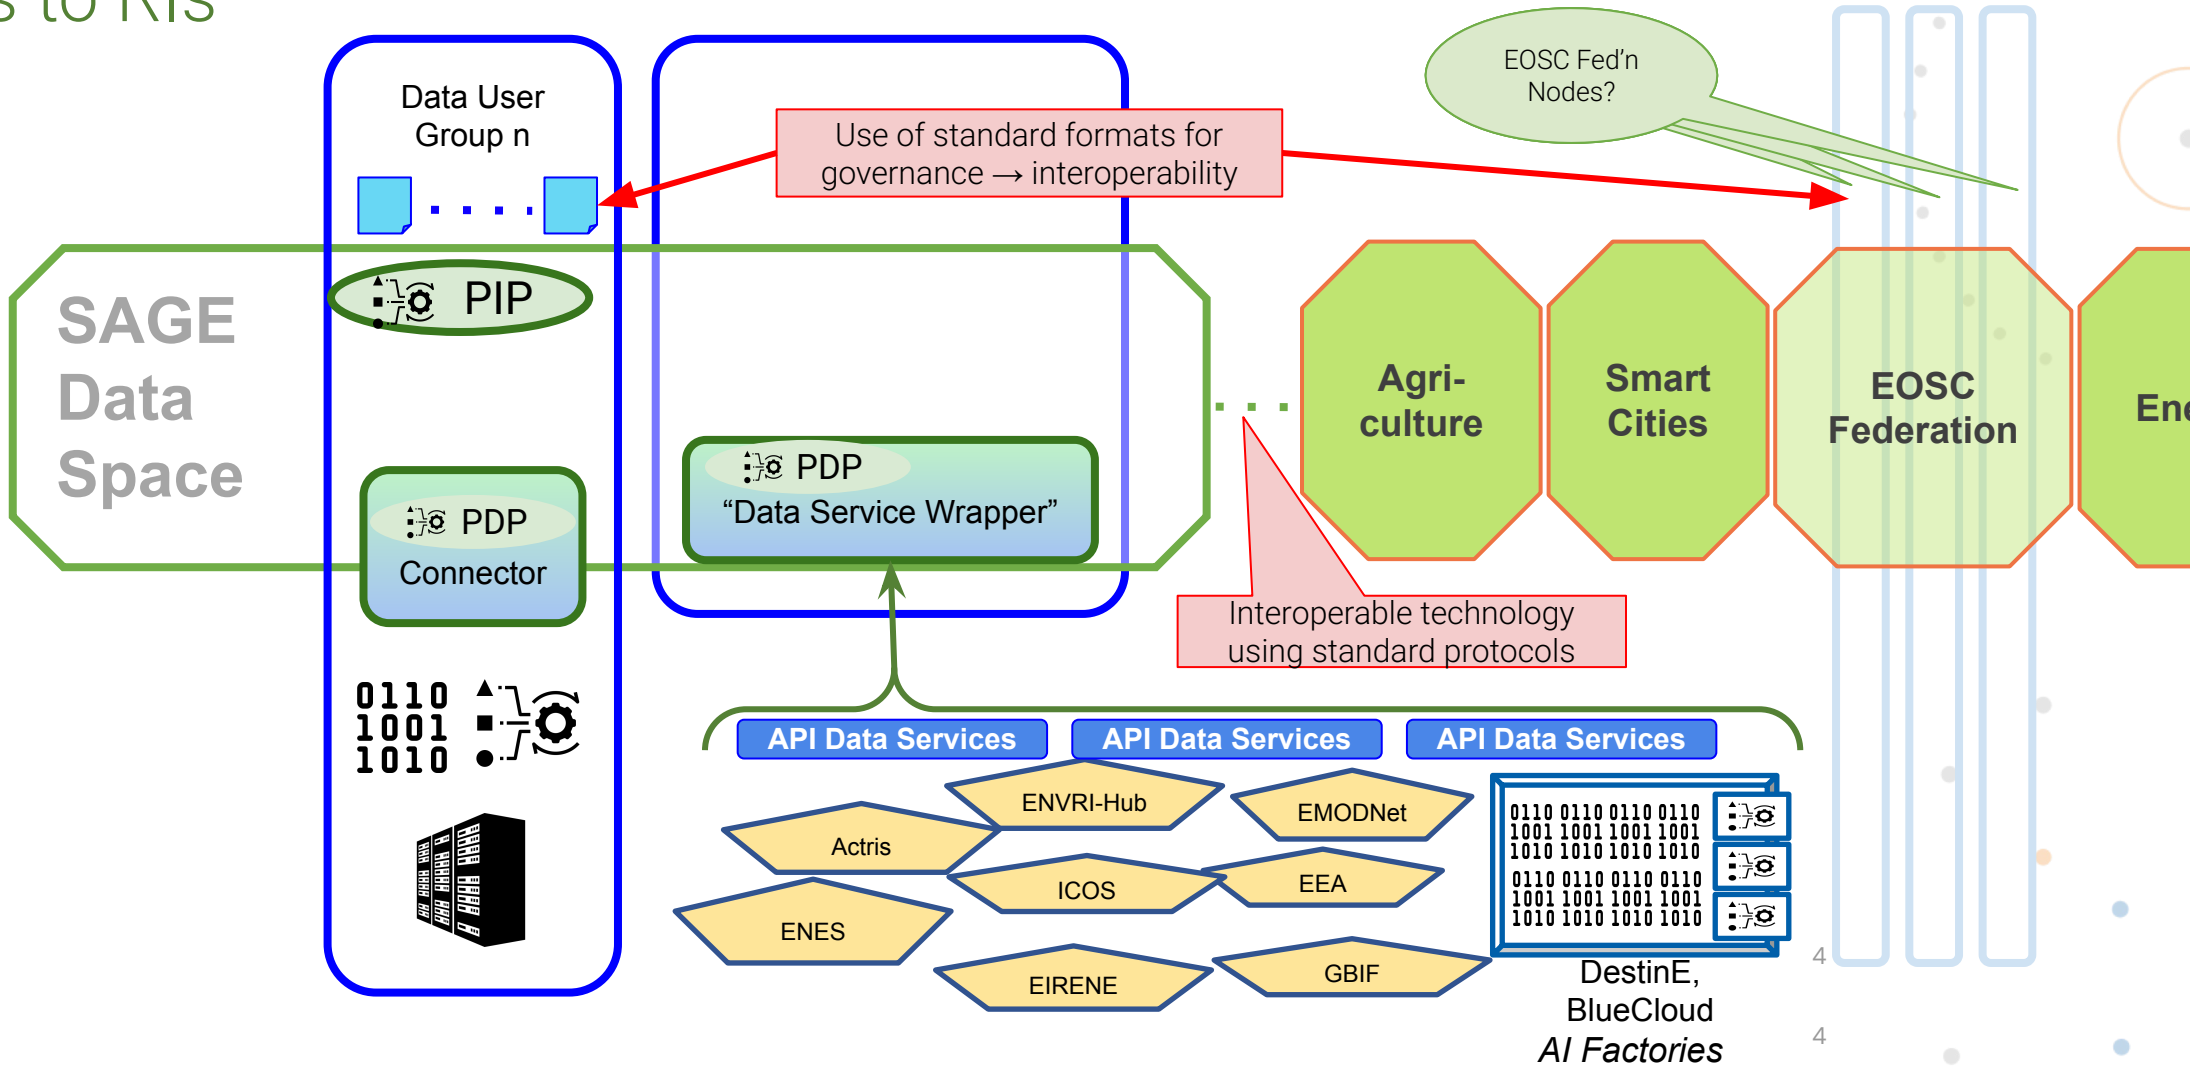 s to RIs
Data User
Group n
Use of standard formats for
governance → interoperability
EOSC Fed'n
Nodes?
SAGE
Data
Space
PIP
PDP
Connector
PDP
“Data Service Wrapper”
Agri-
culture
Smart
Cities
EOSC
Federation
Ene
Interoperable technology
using standard protocols
0110
1001
1010
API Data Services
API Data Services
API Data Services
ENVRI-Hub
EMODNet
Actris
ICOS
EEA
ENES
EIRENE
GBIF
0110 0110 0110 0110
1001 1001 1001 1001
1010 1010 1010 1010
0110 0110 0110 0110
1001 1001 1001 1001
1010 1010 1010 1010
DestinE,
BlueCloud
AI Factories
4
4